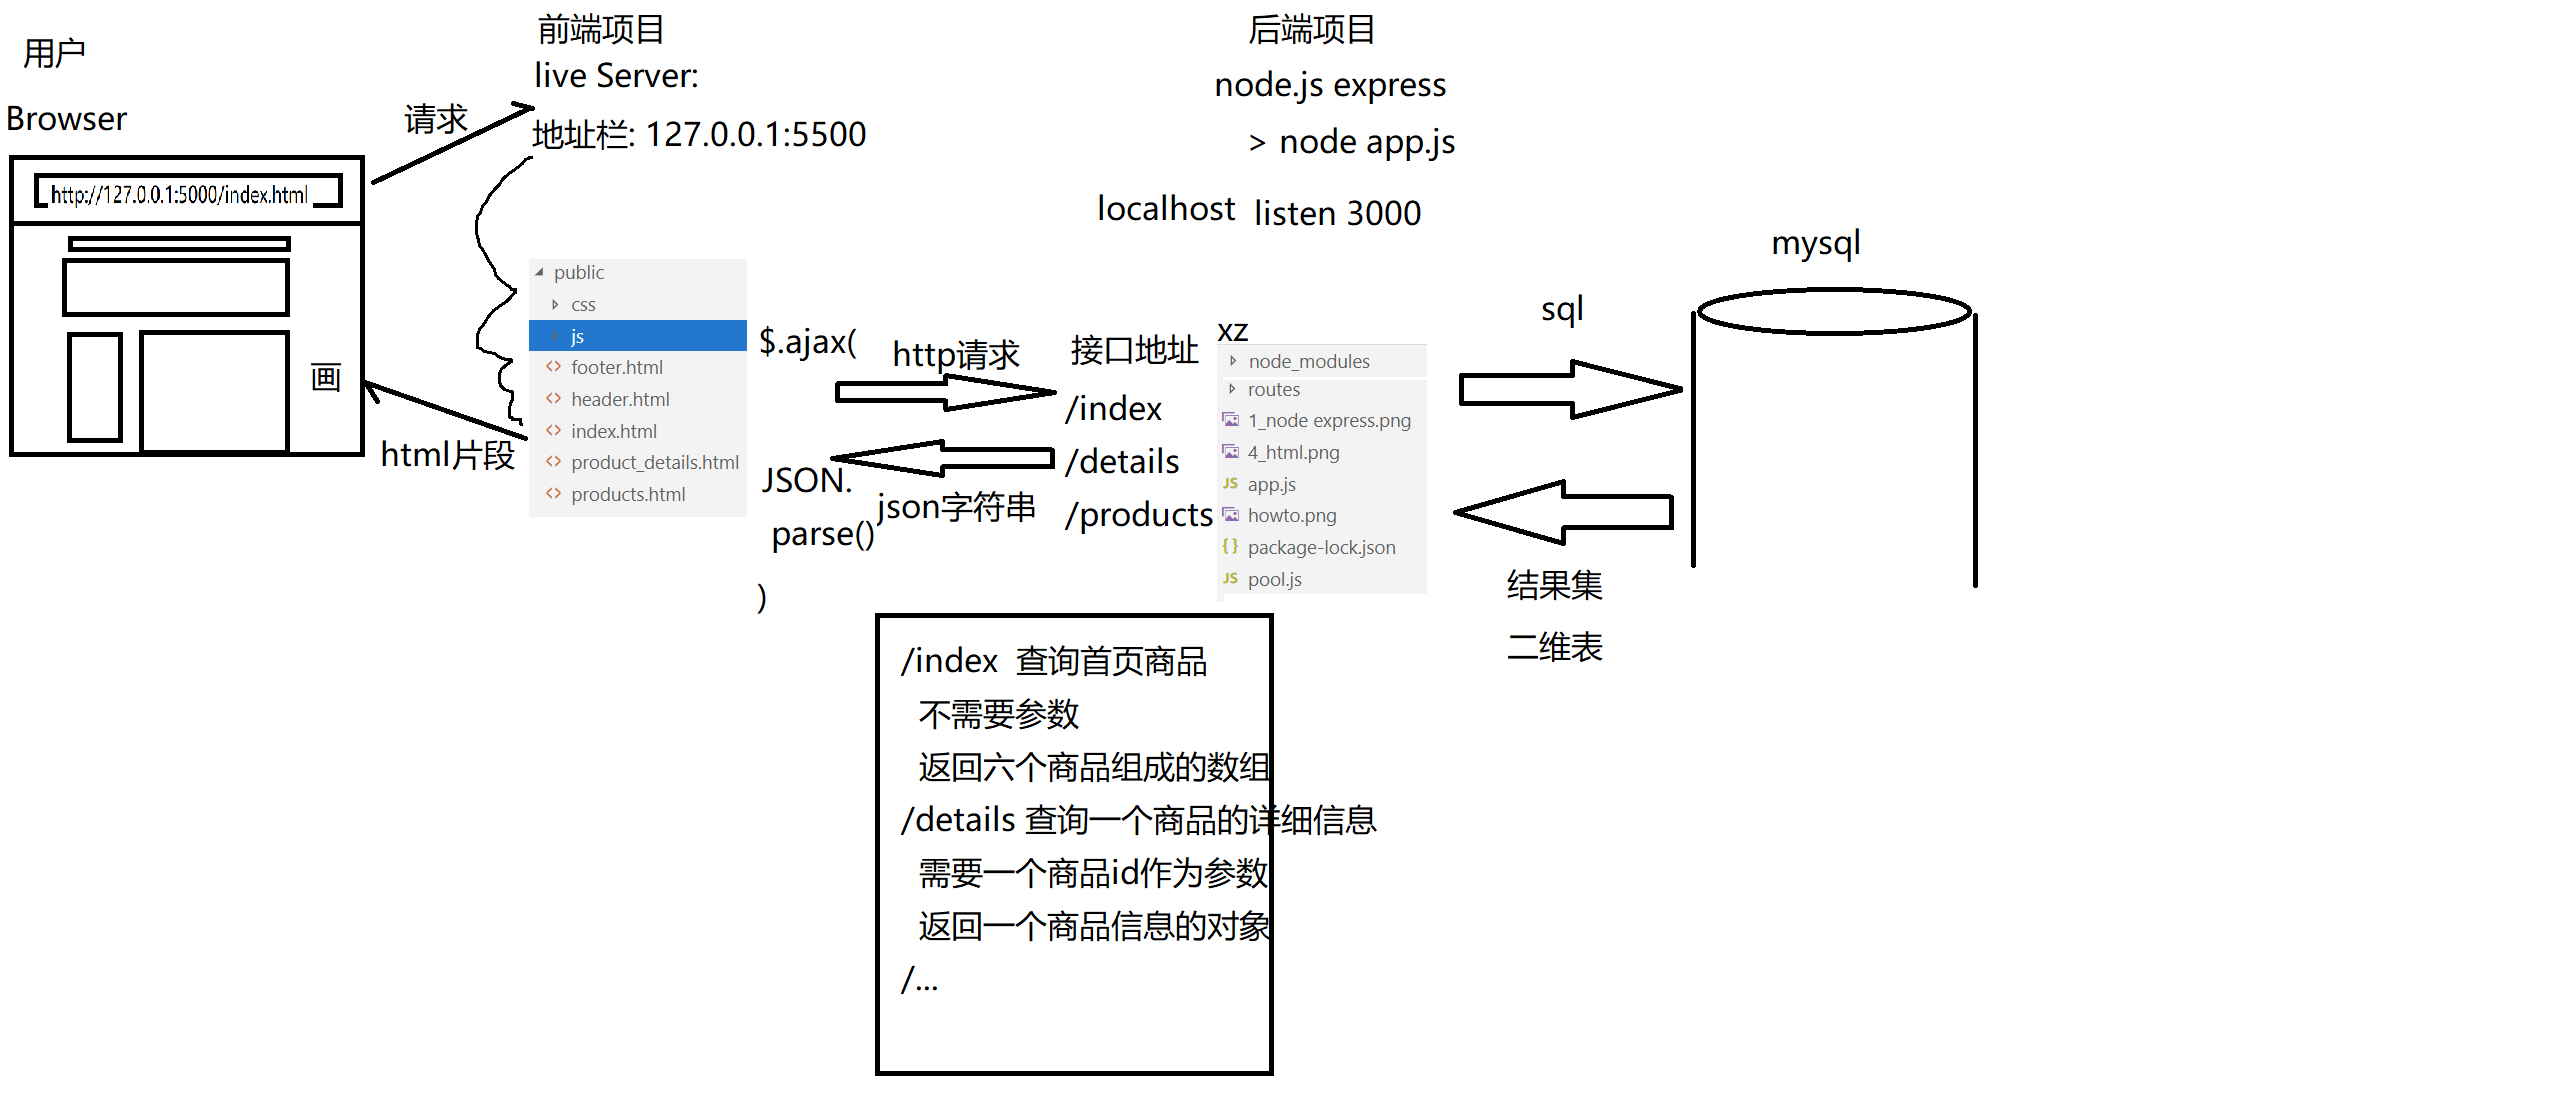 用户
Browser
http://127.0.0.1:5000/index.html
画
请求
html片段
前端项目
live Server:
地址栏: 127.0.0.1:5500
public
css
js
footer.html
header.html
index.html
product_details.html
products.html
$.ajax(
JSON.
parse()
)
http请求
json字符串
后端项目
node.js express
> node app.js
localhost listen 3000
接口地址
/index
/details
/products
xz
node_modules
routes
1_node express.png
4_html.png
app.js
howto.png
package-lock.json
pool.js
sql
结果集
二维表
mysql
/index 查询首页商品
不需要参数
返回六个商品组成的数组
/details 查询一个商品的详细信息
需要一个商品id作为参数
返回一个商品信息的对象
/...